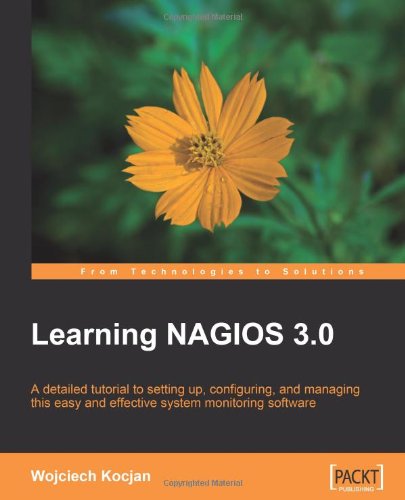 From Technologies to Solutions
Learning NAGIOS 3.0
A detailed tutorial to setting up, configuring, and managing
this easy and effective system monitoring software
Wojciech Kocjan
Copyrighted Material
PACKT
PUBLISHING